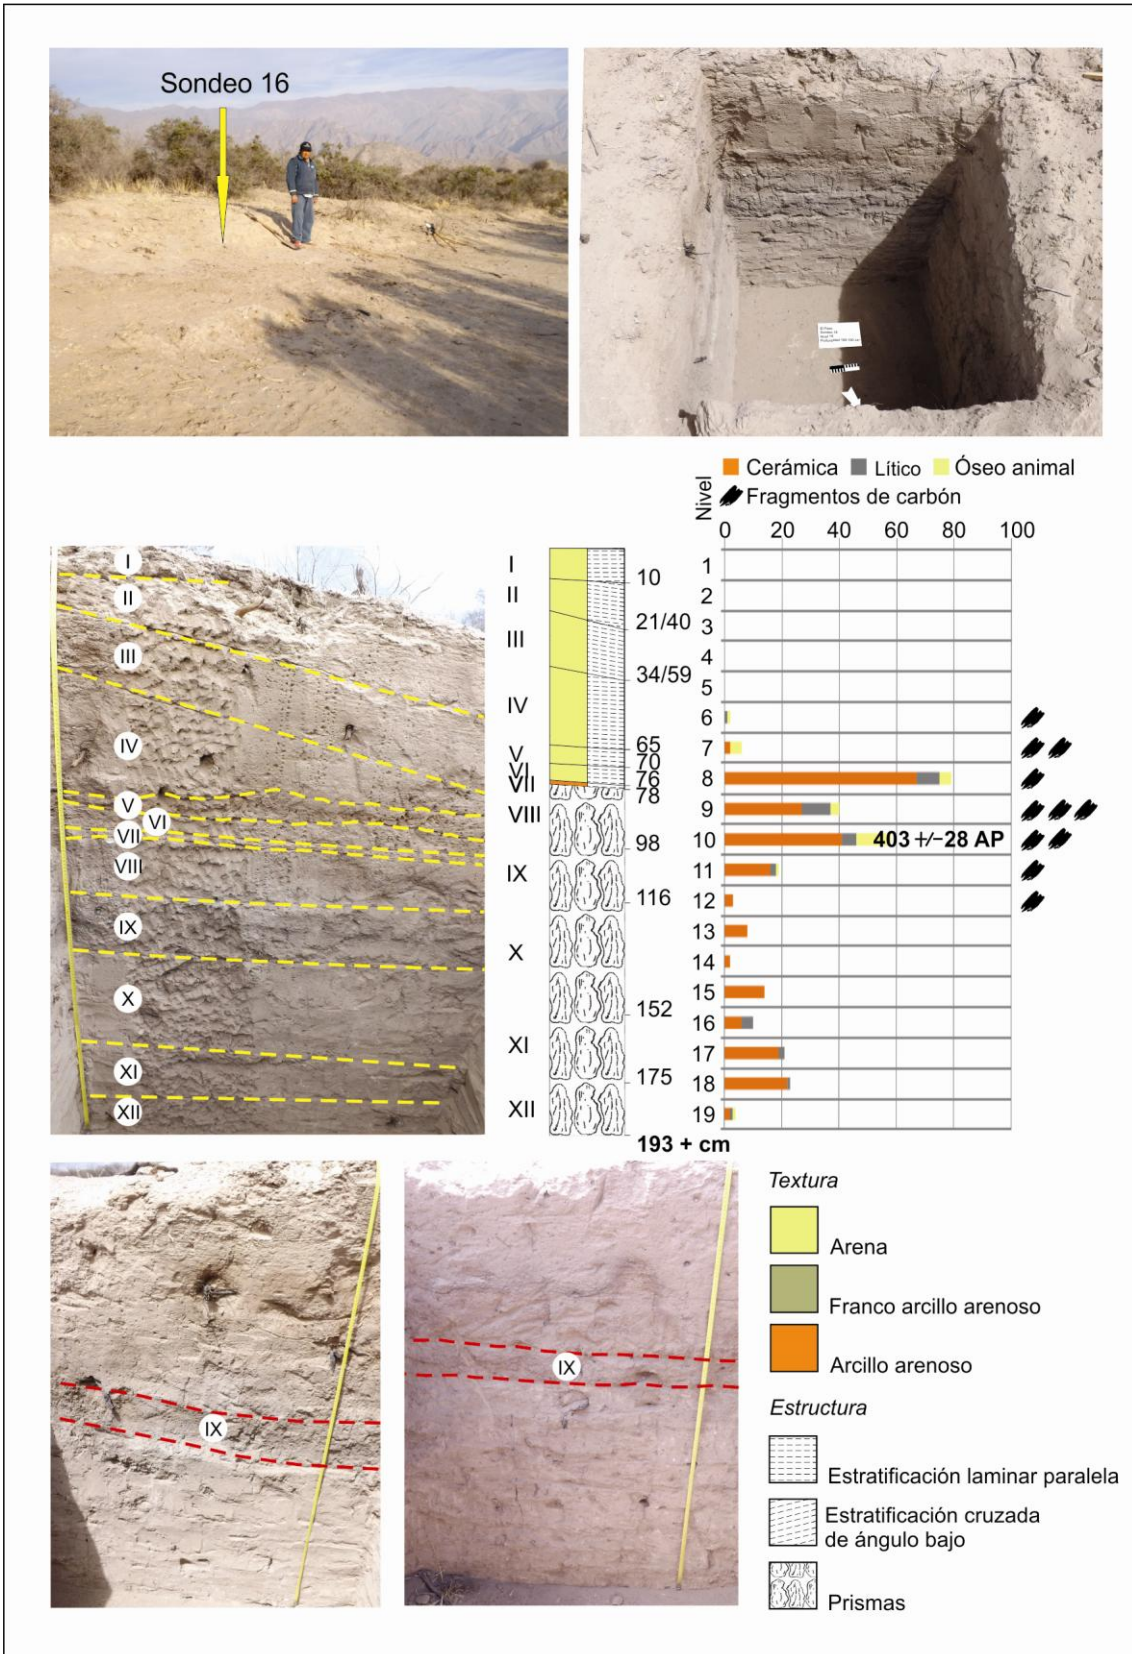 Sondeo 16
Cerámica Lítico Óseo animal
Fragmentos de carbón
Nivel
0 20 40 60 80 100
I
II
III
IV
V
VI
VII
VIII
IX
X
XI
XII
I
II
III
IV
V
VI
VII
VIII
IX
X
XI
XII
10
21/40
34/59
65
70
76
78
98
116
152
175
193 + cm
1
2
3
4
5
6
7
8
9
10
11
12
13
14
15
16
17
18
19
403 +/−28 AP
IX
IX
Textura
Arena
Franco arcillo arenoso
Arcillo arenoso
Estructura
Estratificación laminar paralela
Estratificación cruzada
de ángulo bajo
Prismas